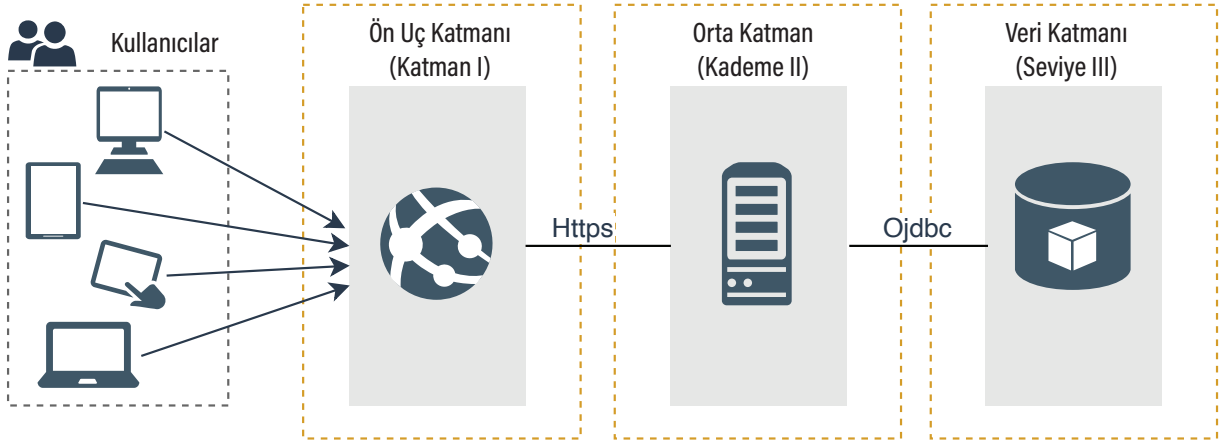 Kullanıcılar
Ön Uç Katmanı
(Katman I)
Orta Katman
(Kademe II)
Veri Katmanı
(Seviye III)
Https
Ojdbc